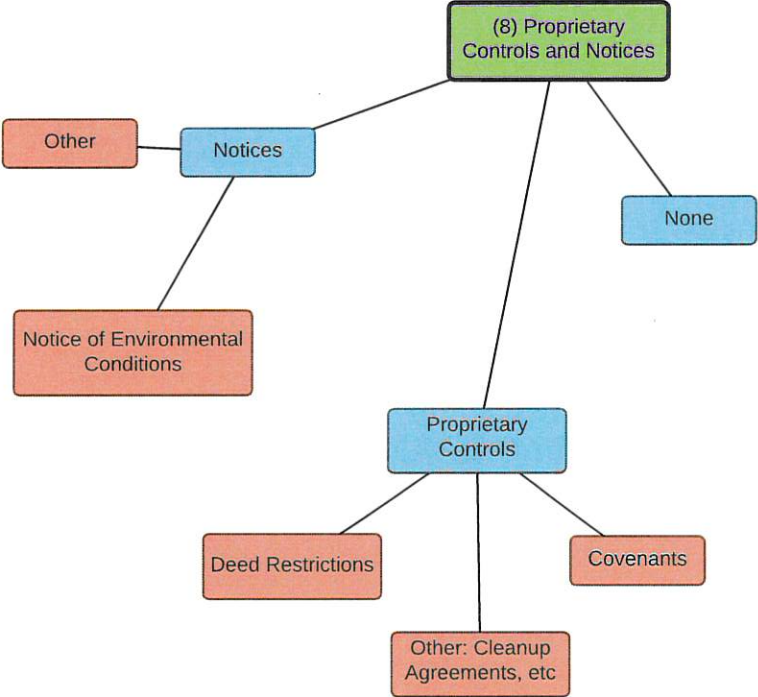 (8) Proprietary
Controls and Notices
Other
Notices
None
Notice of Environmental
Conditions
Proprietary
Controls
Deed Restrictions
Covenants
Other: Cleanup
Agreements, etc